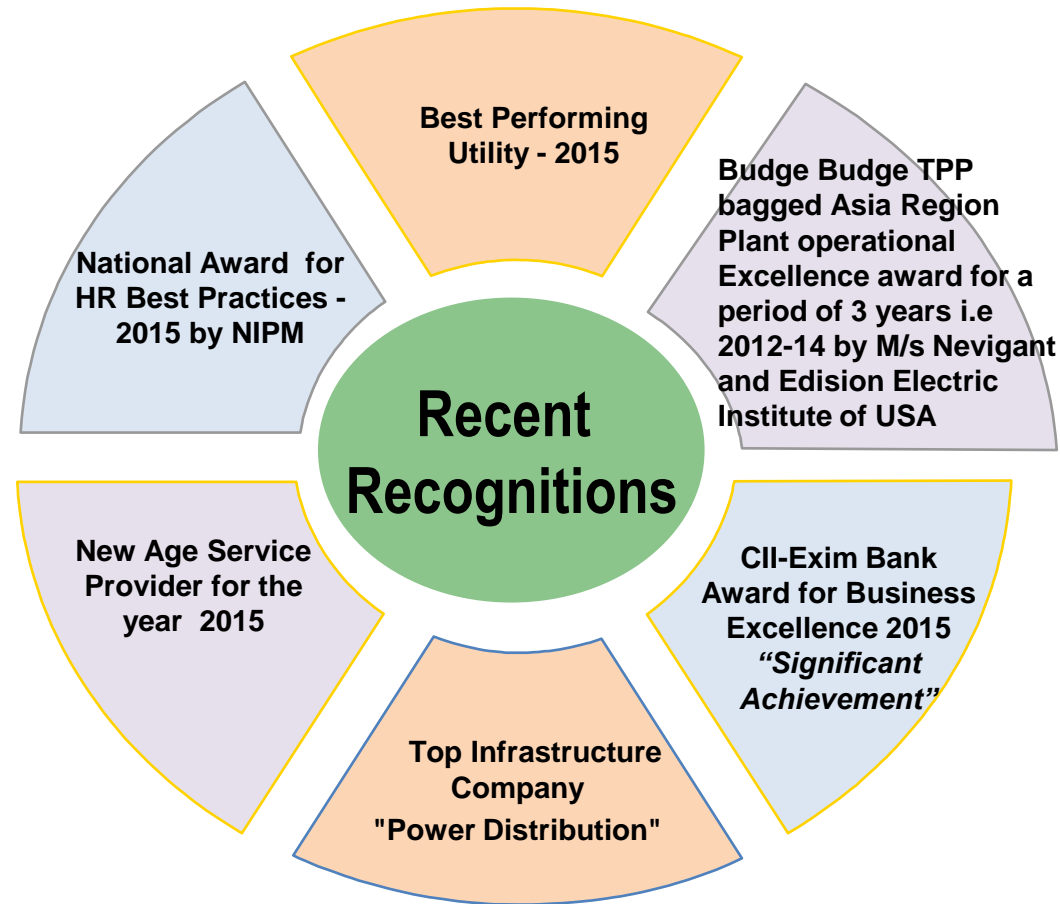 Best Performing
Utility - 2015
Budge Budge TPP
bagged Asia Region
Plant operational
Excellence award for a
period of 3 years i.e
2012-14 by M/s Nevigant
and Edision Electric
Institute of USA
CII-Exim Bank
Award for Business
Excellence 2015
“Significant
Achievement”
Top Infrastructure
Company
"Power Distribution"
New Age Service
Provider for the
year 2015
National Award for
HR Best Practices -
2015 by NIPM
Recent
Recognitions